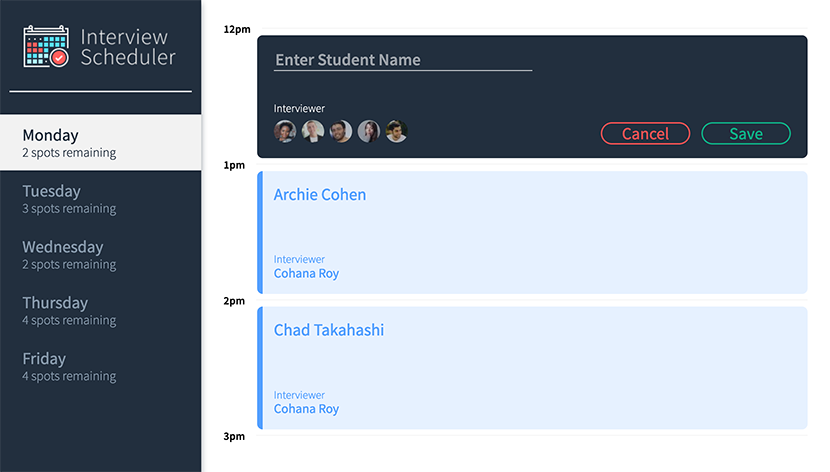 Interview
Scheduler
Monday
2 spots remaining
Tuesday
3 spots remaining
Wednesday
2 spots remaining
Thursday
4 spots remaining
Friday
4 spots remaining
12pm
Enter Student Name
Interviewer
Cancel
Save
1pm
Archie Cohen
Interviewer
Cohana Roy
2pm
Chad Takahashi
Interviewer
Cohana Roy
3pm